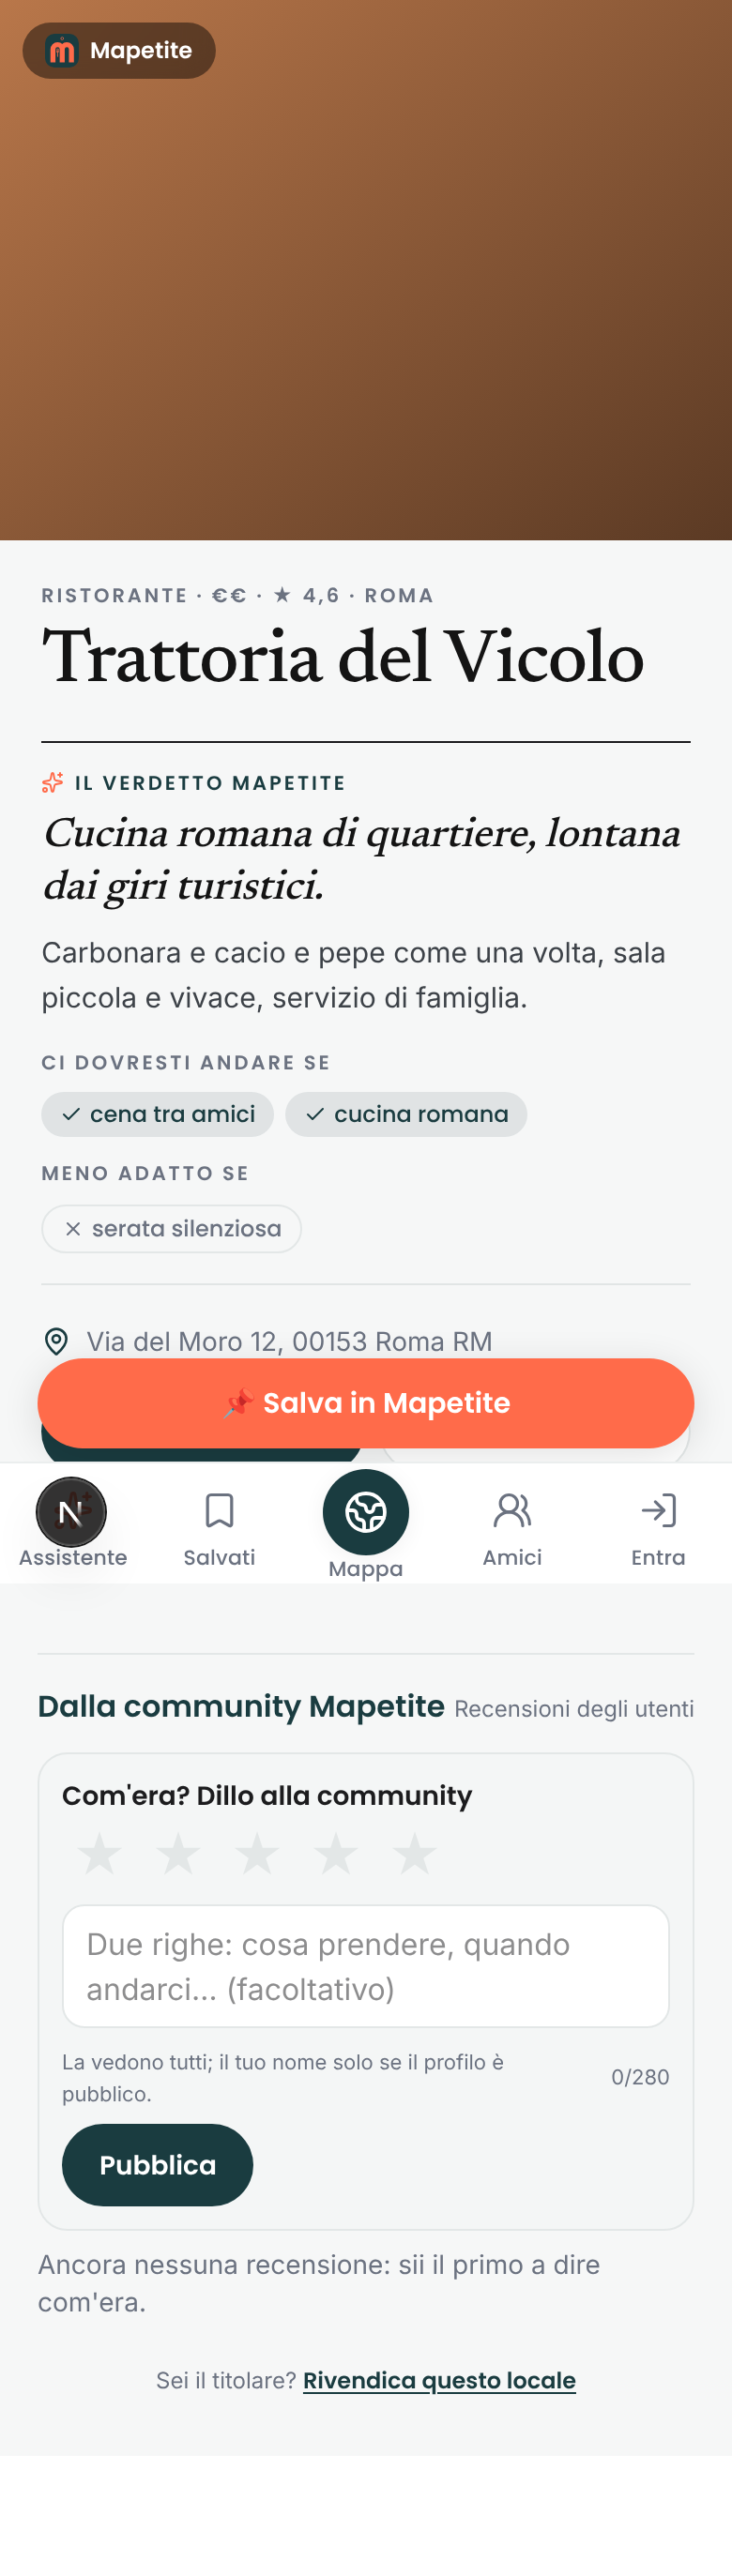 Mapetite
RISTORANTE · €€ · ★ 4,6 · ROMA
Trattoria del Vicolo
IL VERDETTO MAPETITE
Cucina romana di quartiere, lontana
dai giri turistici.
Carbonara e cacio e pepe come una volta, sala
piccola e vivace, servizio di famiglia.
CI DOVRESTI ANDARE SE
cena tra amici
cucina romana
MENO ADATTO SE
serata silenziosa
Via del Moro 12, 00153 Roma RM
📌 Salva in Mapetite
N
Assistente
Salvati
Mappa
Amici
Entra
Dalla community Mapetite
Recensioni degli utenti
Com'era? Dillo alla community
★ ★ ★ ★ ★
Due righe: cosa prendere, quando
andarci... (facoltativo)
La vedono tutti; il tuo nome solo se il profilo è
pubblico.
0/280
Pubblica
Ancora nessuna recensione: sii il primo a dire
com'era.
Sei il titolare? Rivendica questo locale